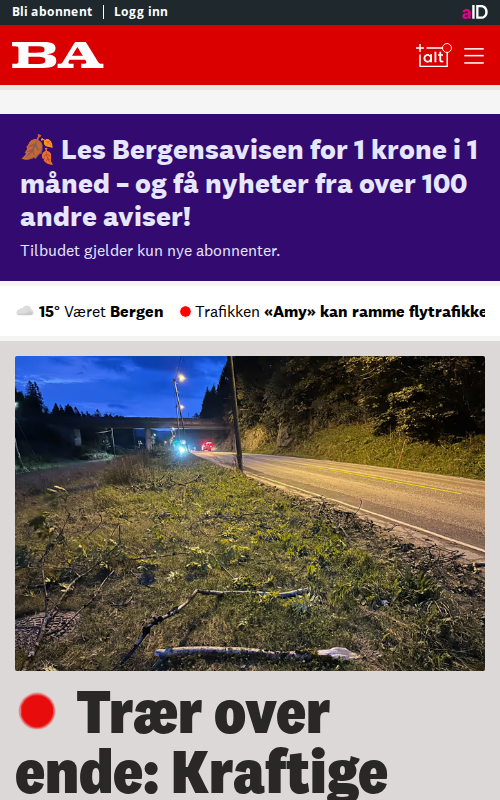 Bli abonnent Logg inn aID
BA
+alt
Les Bergensavisen for 1 krone i 1
måned – og få nyheter fra over 100
andre aviser!
Tilbudet gjelder kun nye abonnenter.
15° Været Bergen Trafikken «Amy» kan ramme flytrafikke
Trær over
ende: Kraftige